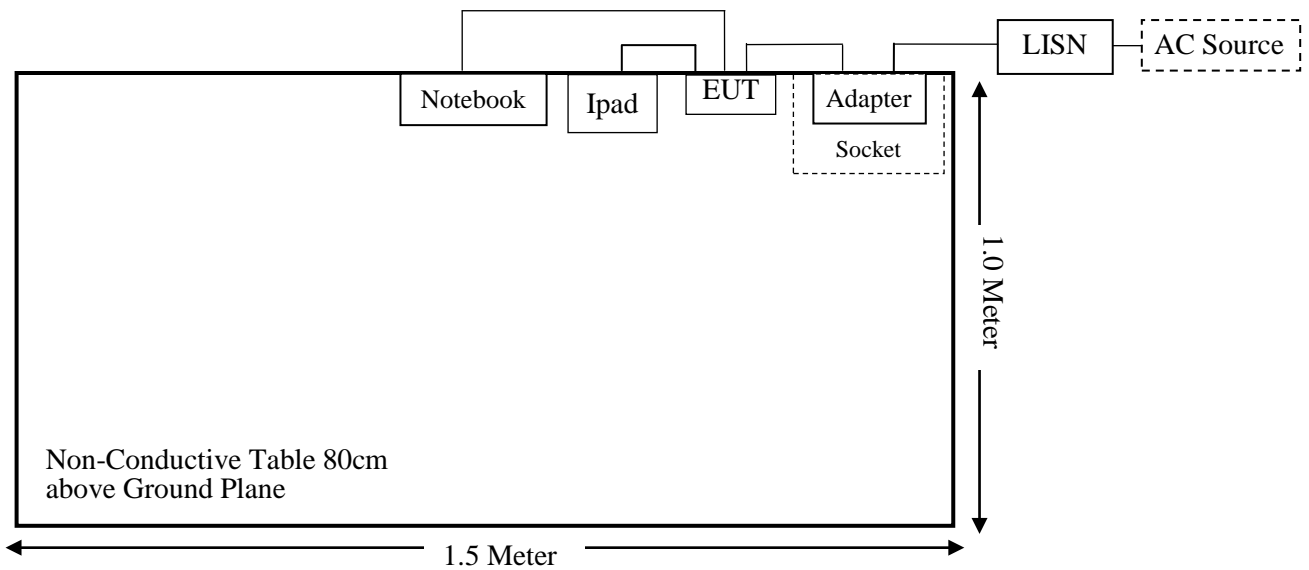 LISN
AC Source
Notebook
Ipad
EUT
Adapter
Socket
1.0 Meter
Non-Conductive Table 80cm
above Ground Plane
1.5 Meter